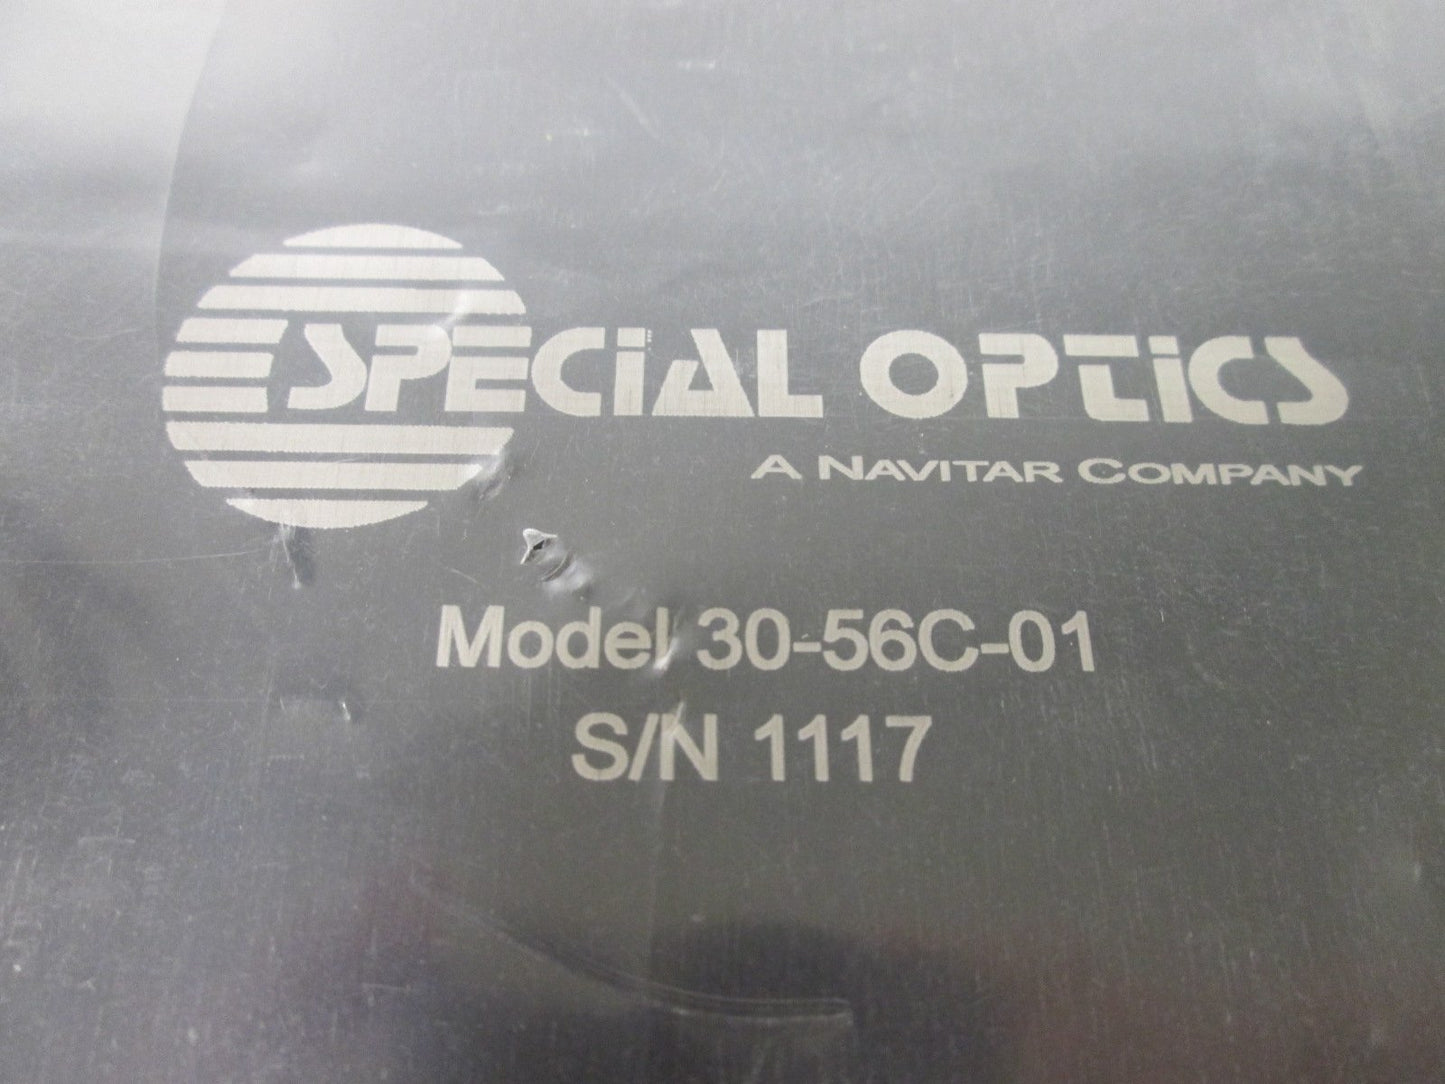 SPECIAL OPTICS
A NAVITAR COMPANY
Model 30-56C-01
S/N 1117